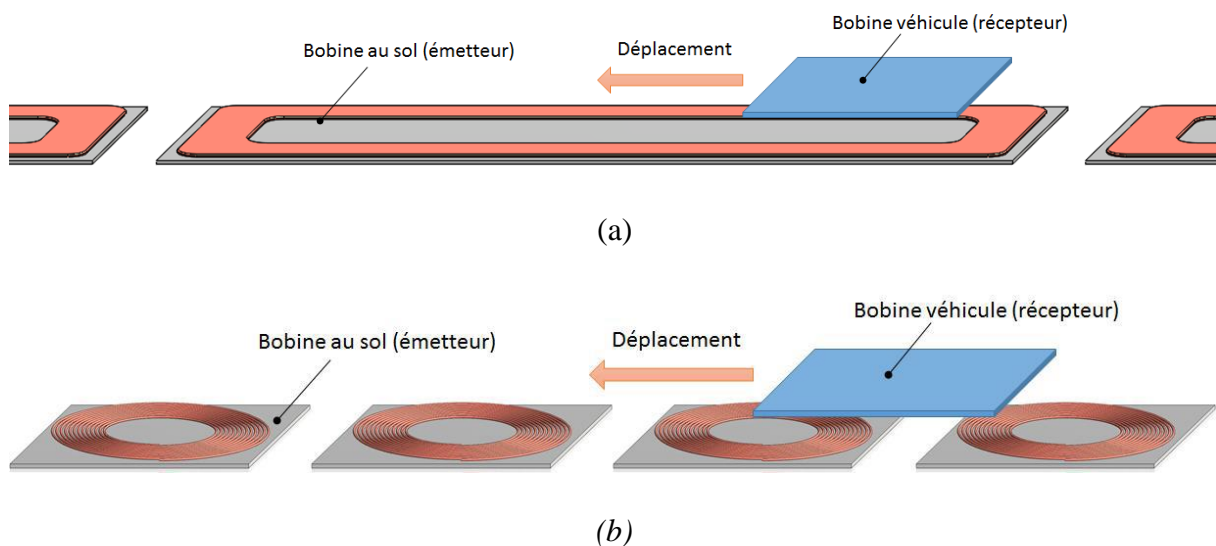 Bobine véhicule (récepteur)
Bobine au sol (émetteur)
Déplacement
(a)
Bobine véhicule (récepteur)
Bobine au sol (émetteur)
Déplacement
(b)